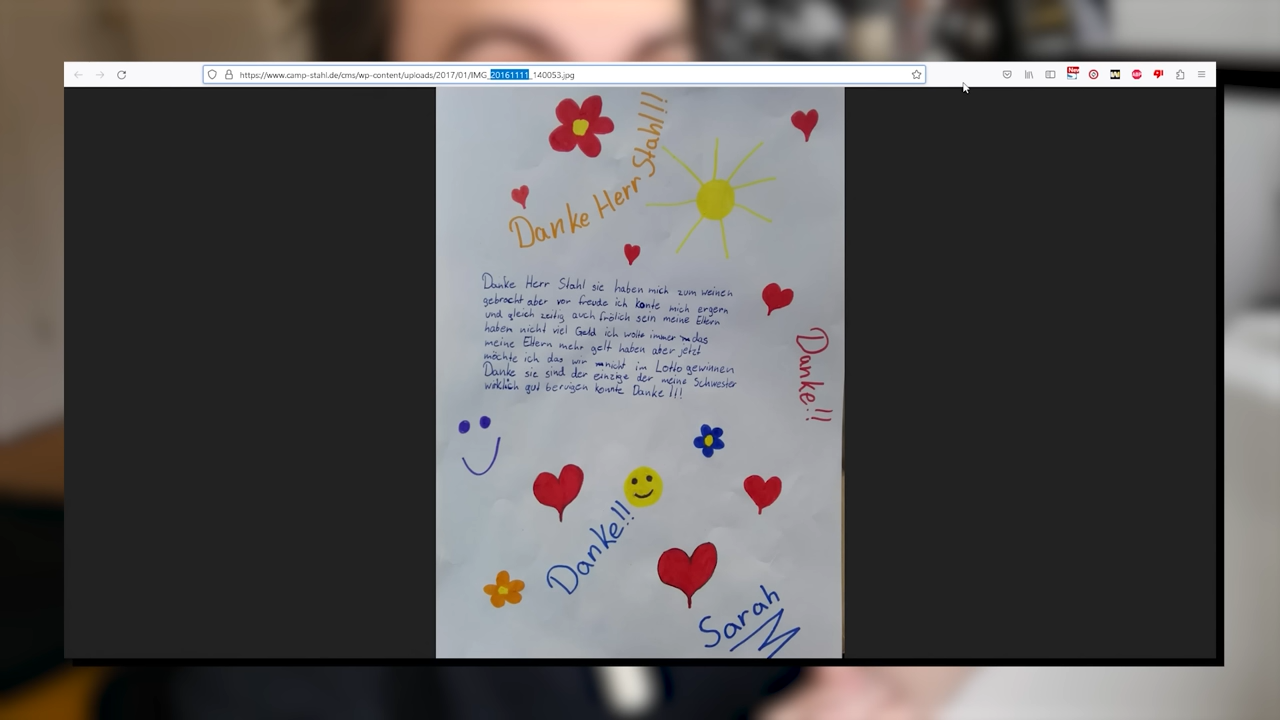 https://www.camp-stahl.de/cms/wp-content/uploads/2017/01/IMG_20161111_140053.jpg
New
Danke Herr Stahl!!!
Danke Herr Stahl sie haben mich zum weinen
gebracht aber vor freude ich konte mich ergern
und gleich zeitig auch frölich sein meine Eltern
haben nicht viel Geld ich wollte immer das
meine Eltern mehr gelt haben aber jetzt
möchte ich das wir nicht im Lotto gewinnen
Danke sie sind der einzige der meine Schwester
wirklich gut berugen konte Danke !!!
Danke!!
Danke!!
Sarah